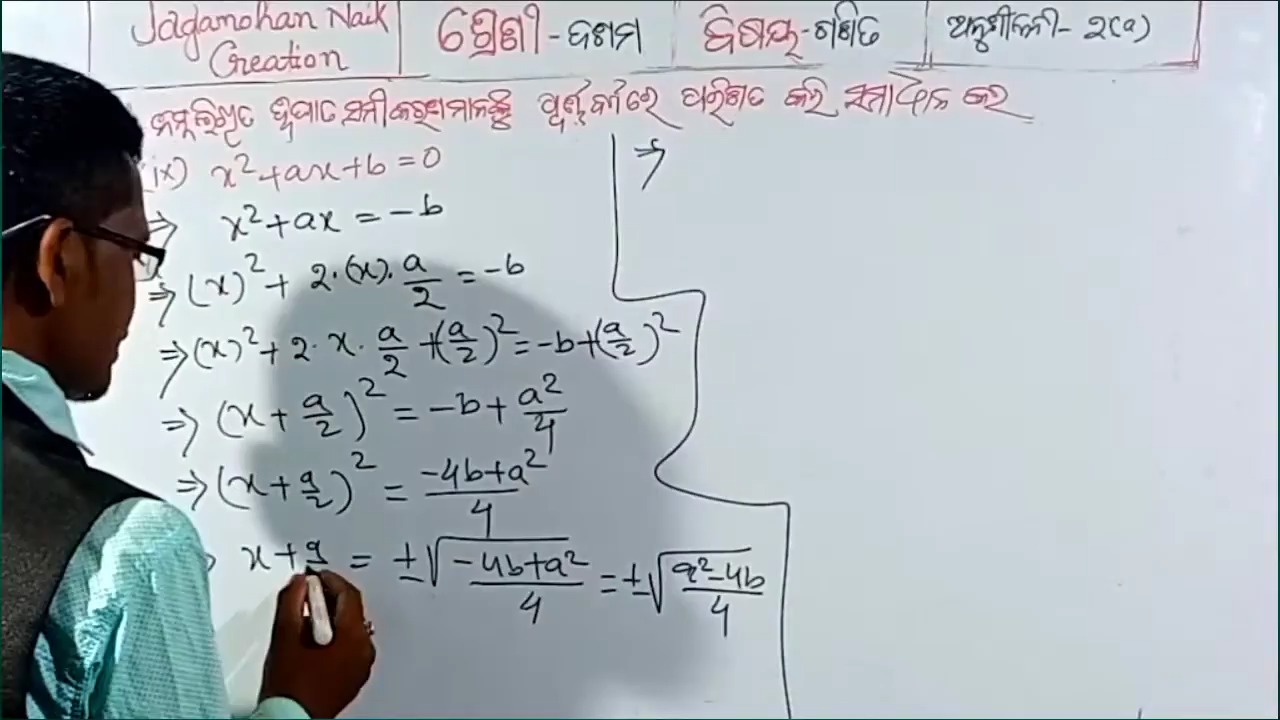 Jagamohan Naik Creation
ଶ୍ରେଣୀ-ଦଶମ
ବିଷୟ-ଗଣିତ
ଅନୁଶୀଳନୀ-2(a)
ଦ୍ୱିଘାତ ସମୀକରଣମାନଙ୍କୁ ପୂର୍ଣ୍ଣବର୍ଗରେ ପରିଣତ କରି ସମାଧାନ କର
ix) x²+ax+b=0
⇒ x²+ax = -b
⇒ (x)²+ 2·(x)·a/2 = -b
⇒ (x)²+2·x·a/2+(a/2)²=-b+(a/2)²
⇒ (x+a/2)² = -b+a²/4
⇒ (x+a/2)² = (-4b+a²)/4
x+a = ±√((-4b+a²)/4) = ±√((a²-4b)/4)
⇒